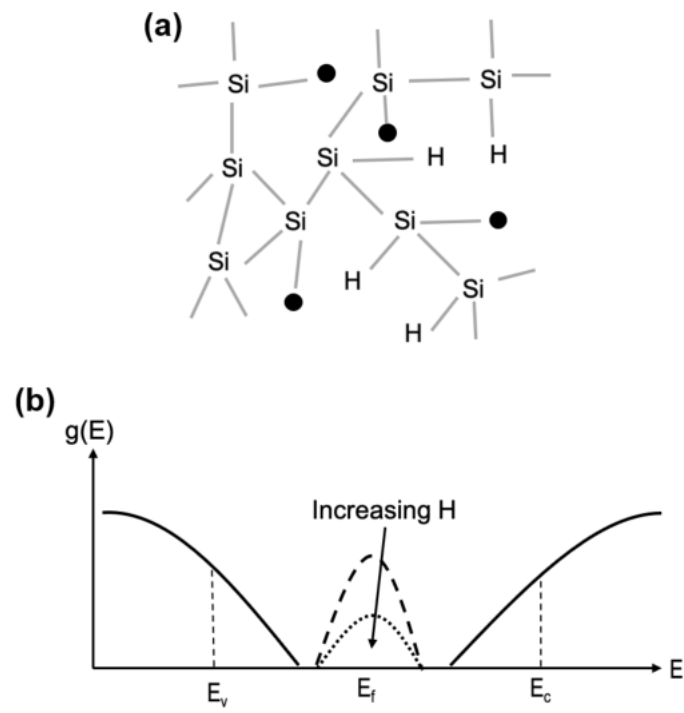 (a)
Si Si Si
Si Si H H
Si Si
Si H
Si
H
(b)
g(E)
Increasing H
E
Ev Ef Ec